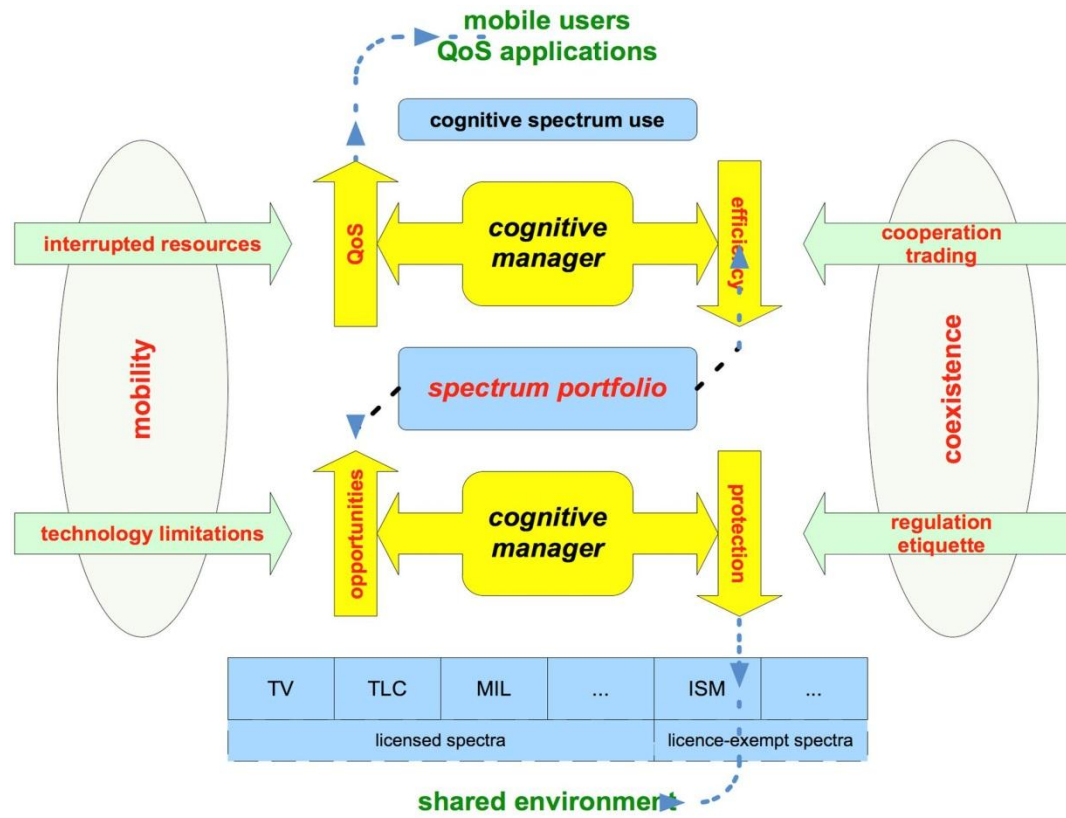 mobile users
QoS applications
cognitive spectrum use
interrupted resources
QoS
cognitive
manager
efficiency
cooperation
trading
mobility
spectrum portfolio
coexistence
technology limitations
opportunities
cognitive
manager
protection
regulation
etiquette
TV
TLC
MIL
...
ISM
...
licensed spectra
licence-exempt spectra
shared environment